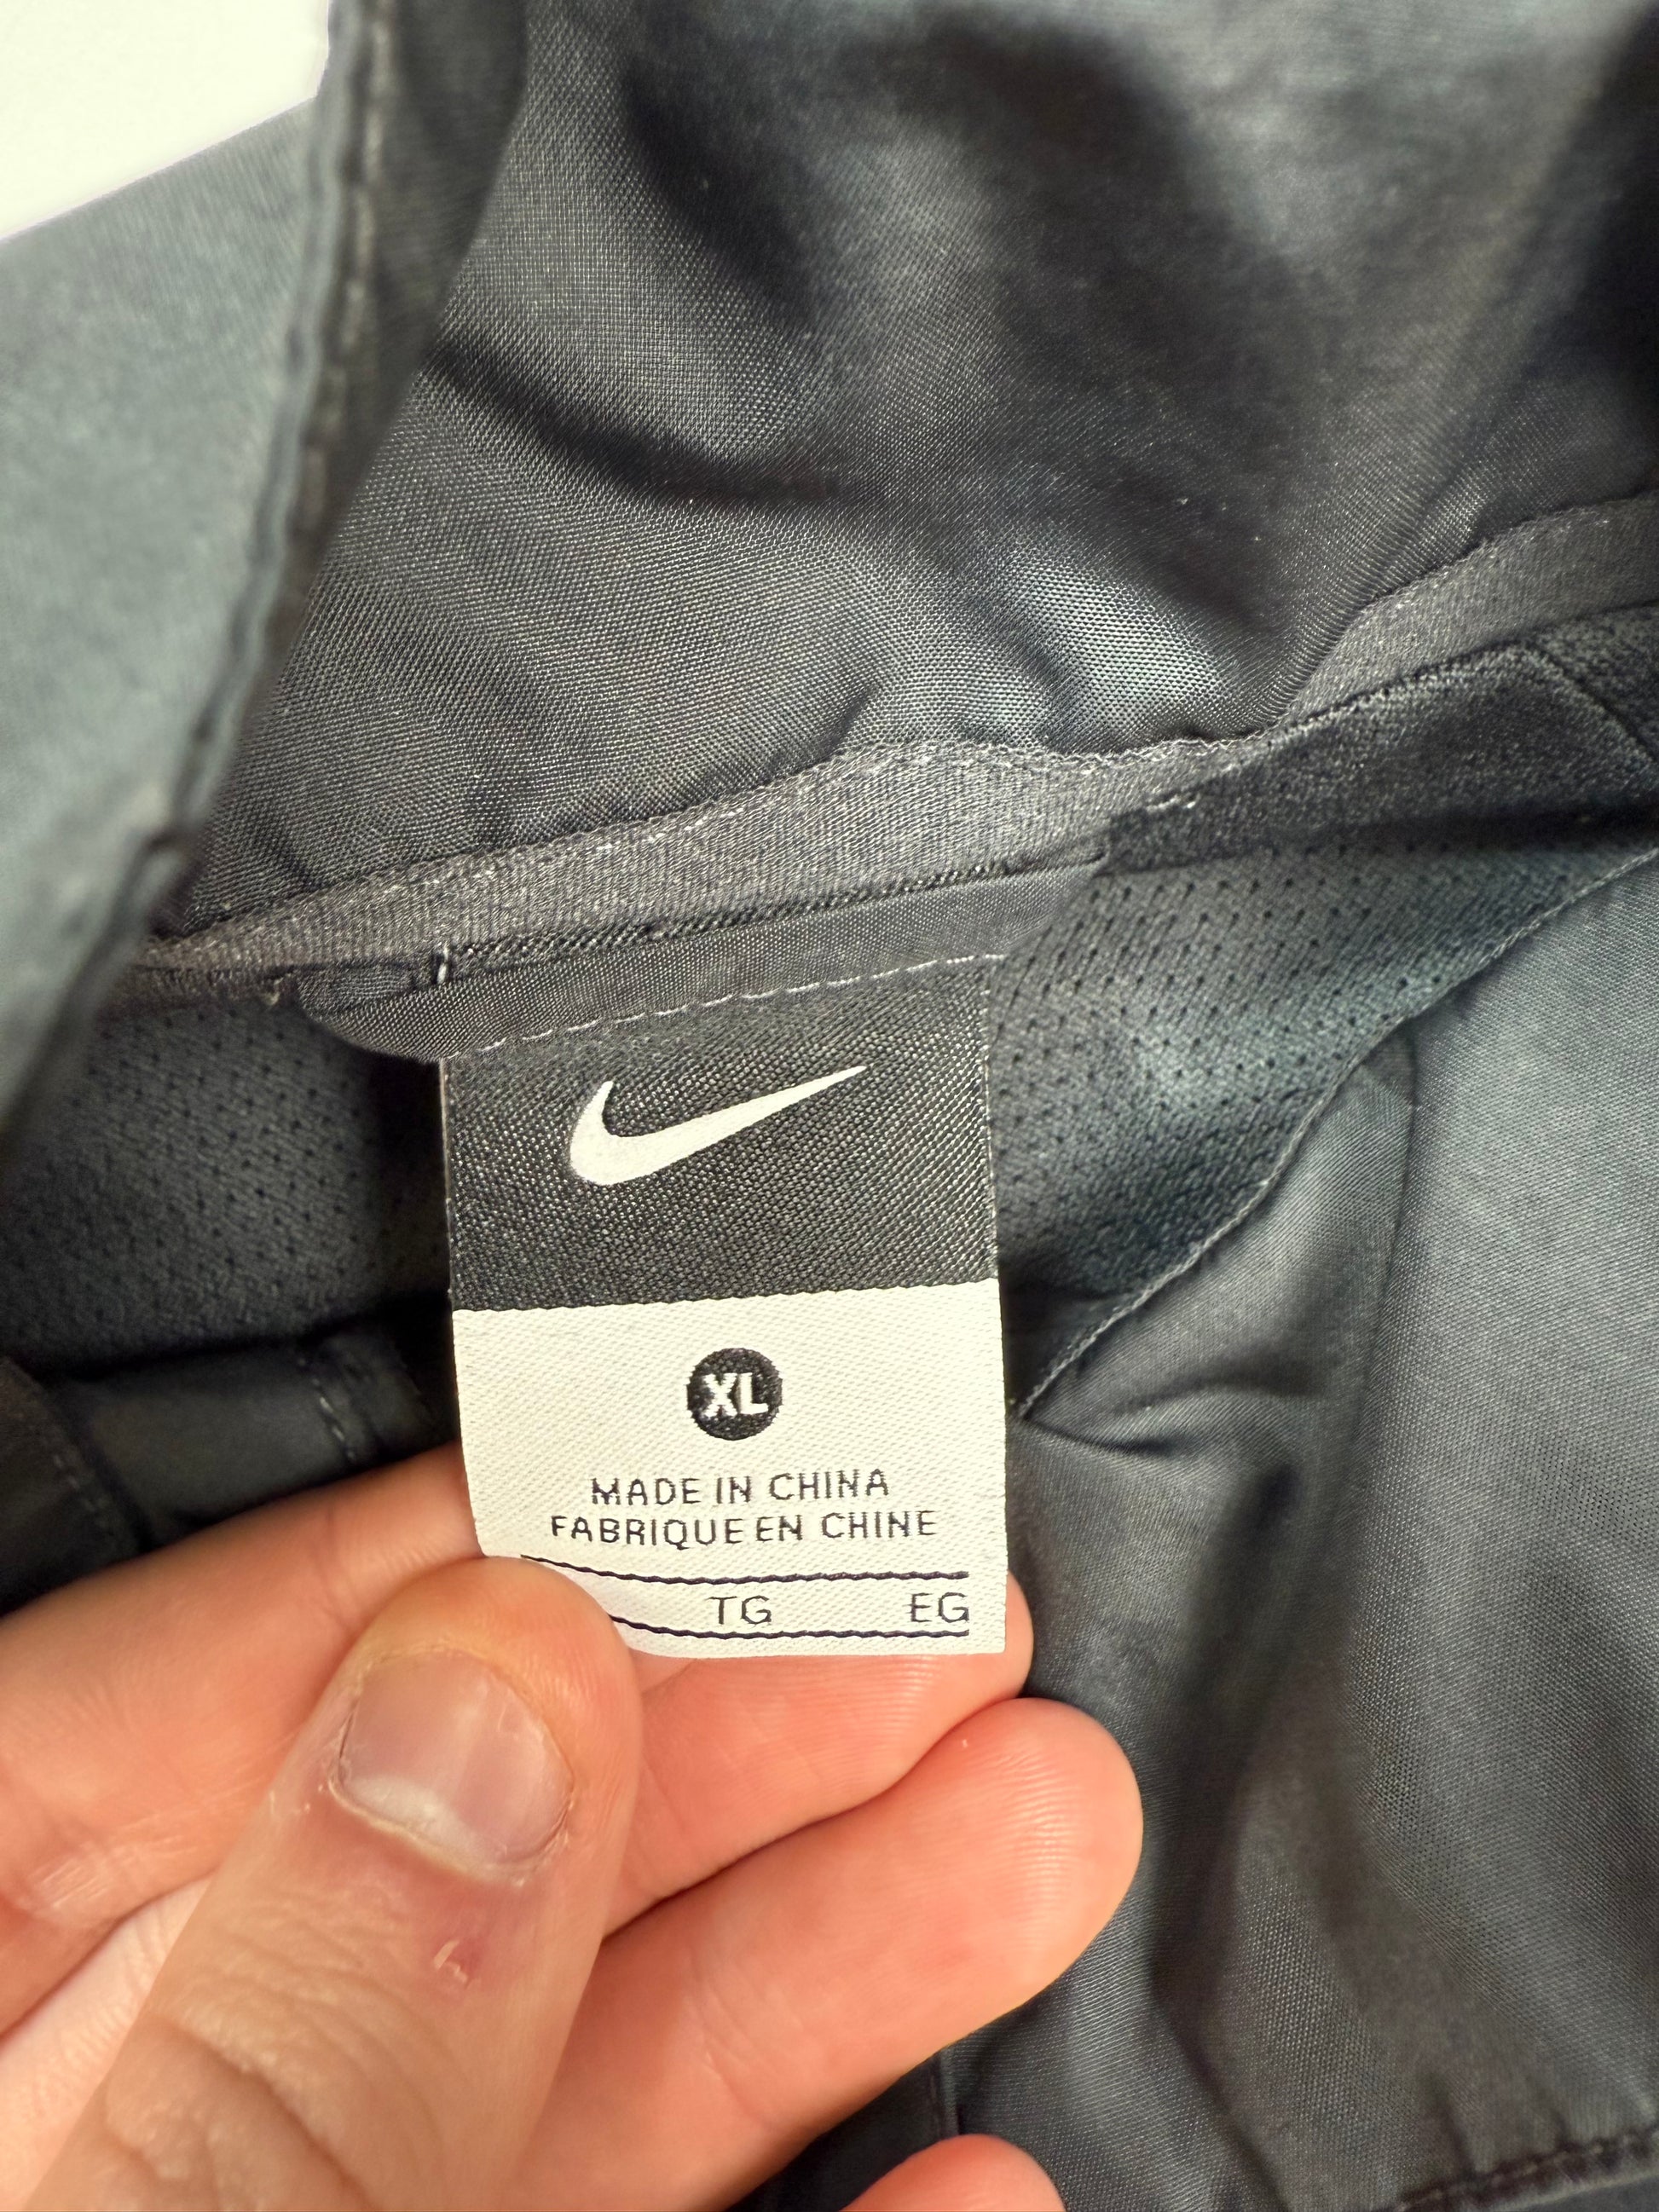 XL
MADE IN CHINA
FABRIQUE EN CHINE
TG EG